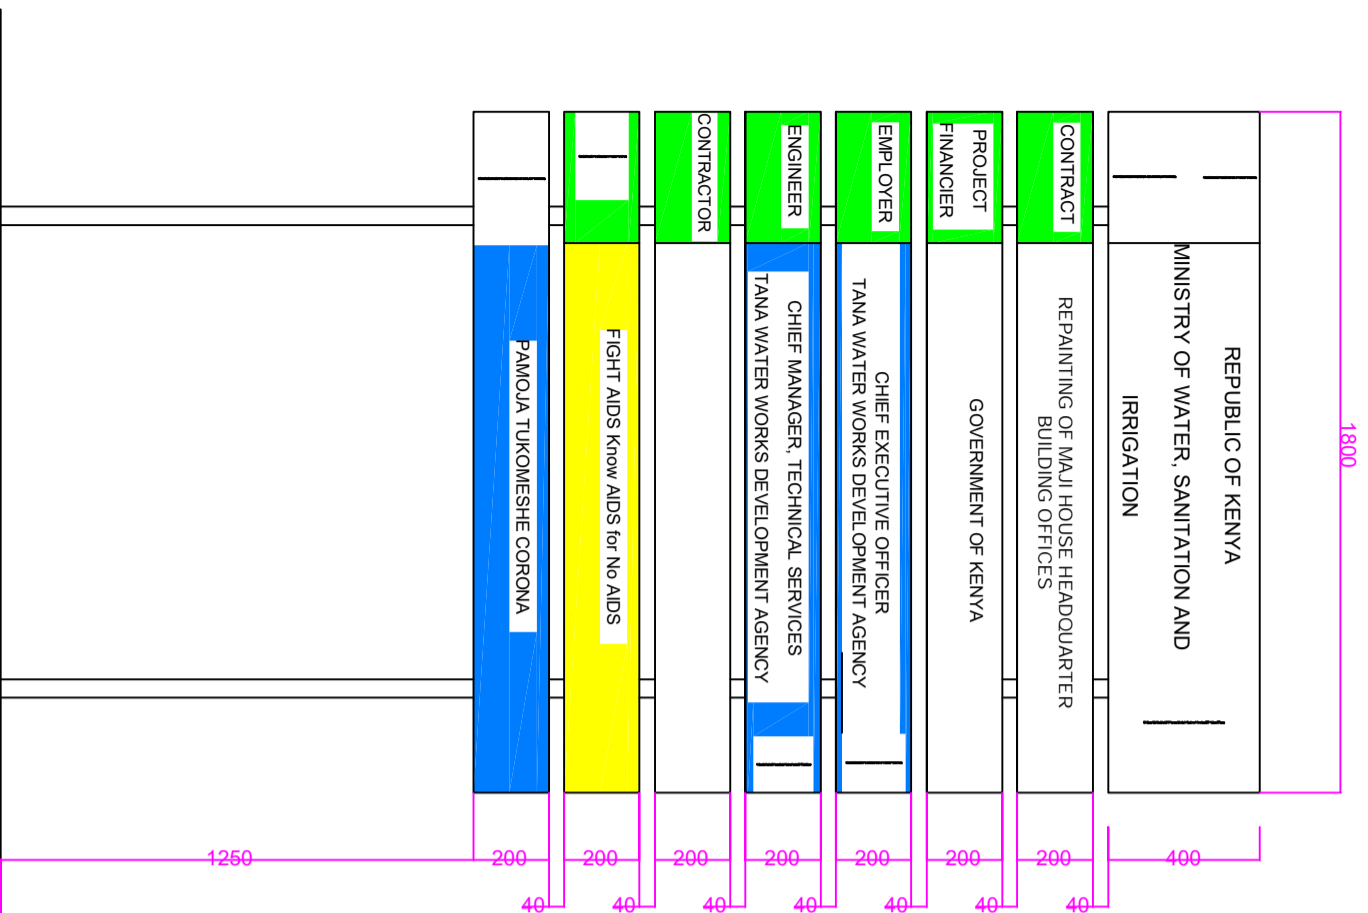 REPUBLIC OF KENYA
MINISTRY OF WATER, SANITATION AND
IRRIGATION
CONTRACT
REPAINTING OF MAJI HOUSE HEADQUARTER
BUILDING OFFICES
PROJECT
FINANCIER
GOVERNMENT OF KENYA
EMPLOYER
CHIEF EXECUTIVE OFFICER
TANA WATER WORKS DEVELOPMENT AGENCY
ENGINEER
CHIEF MANAGER, TECHNICAL SERVICES
TANA WATER WORKS DEVELOPMENT AGENCY
CONTRACTOR
FIGHT AIDS Know AIDS for No AIDS
PAMOJA TUKOMESHE CORONA
1800
400
40
200
40
200
40
200
40
200
40
200
40
200
40
200
1250